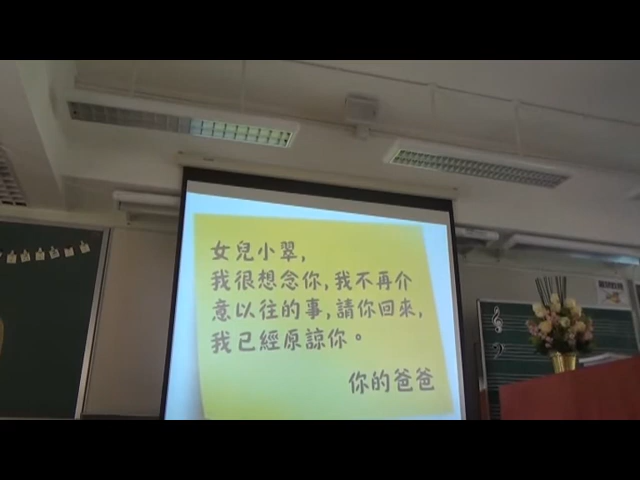 女兒小翠,
我很想念你,我不再介
意以往的事,請你回來,
我已經原諒你。
你的爸爸